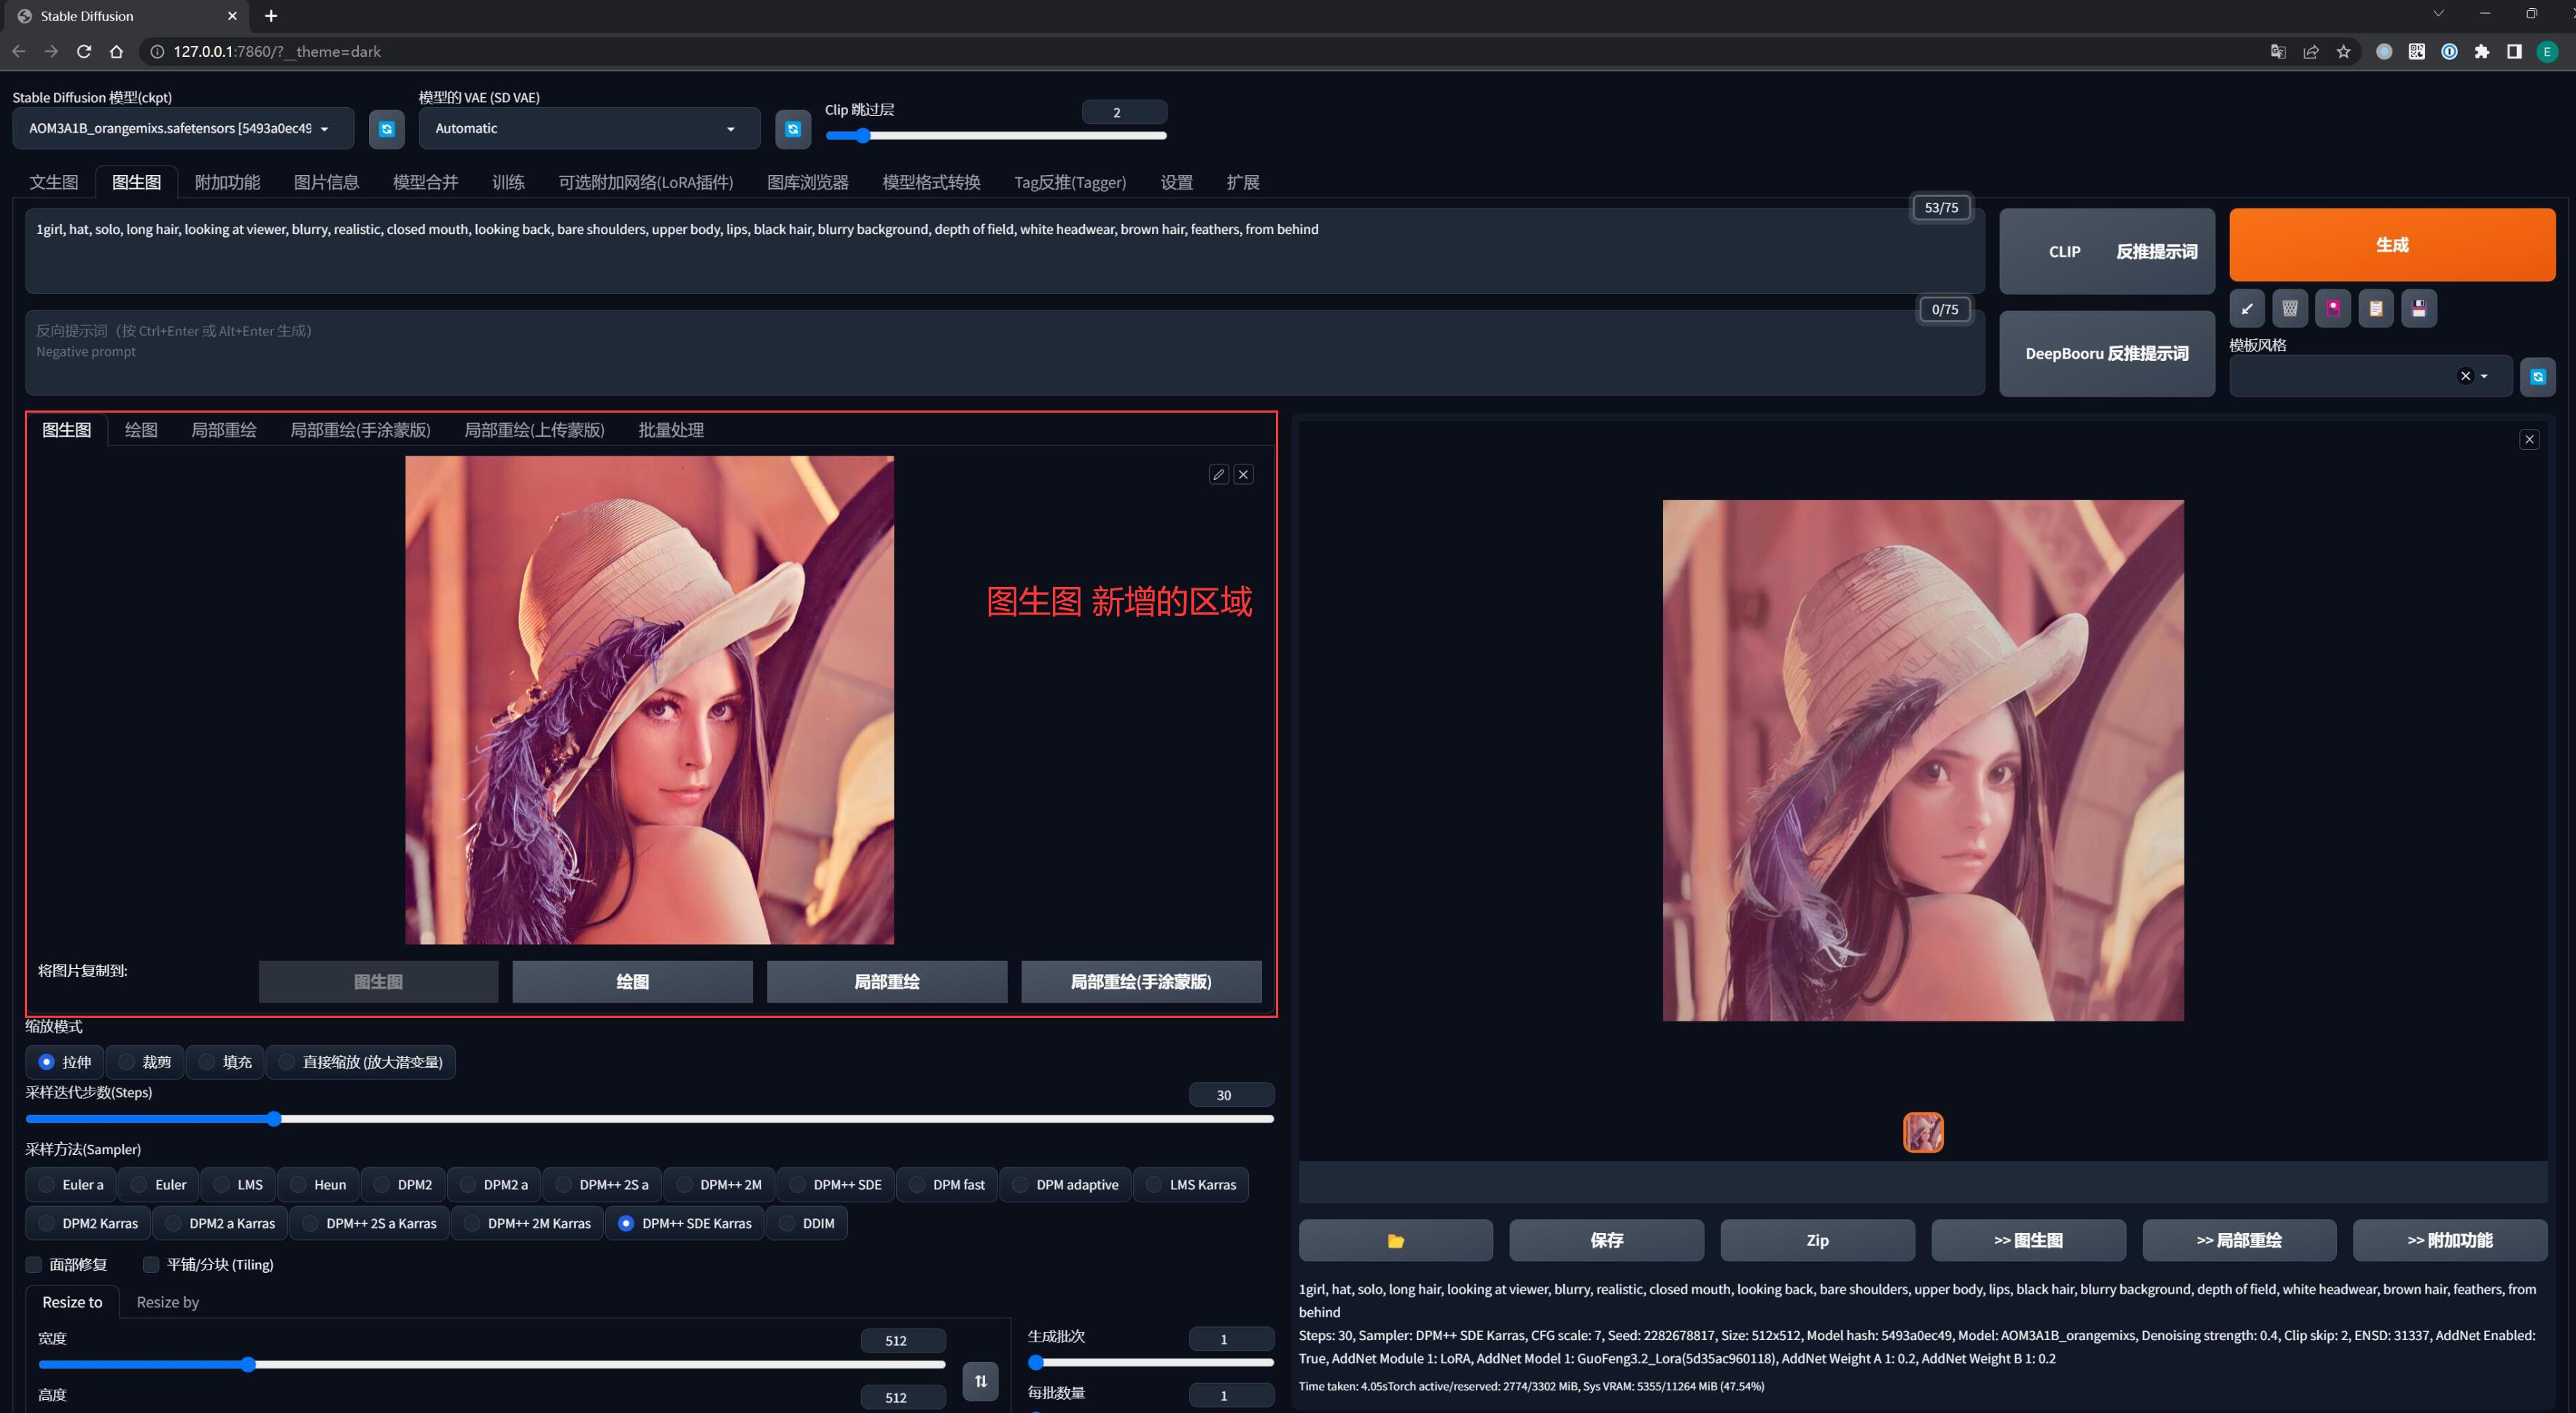 Stable Diffusion
127.0.0.1:7860/?__theme=dark
E
Stable Diffusion 模型(ckpt)
模型的 VAE (SD VAE)
Clip 跳过层
2
AOM3A1B_orangemixs.safetensors [5493a0ec49
Automatic
文生图 图生图 附加功能 图片信息 模型合并 训练 可选附加网络(LoRA插件) 图库浏览器 模型格式转换 Tag反推(Tagger) 设置 扩展
53/75
1girl, hat, solo, long hair, looking at viewer, blurry, realistic, closed mouth, looking back, bare shoulders, upper body, lips, black hair, blurry background, depth of field, white headwear, brown hair, feathers, from behind
CLIP 反推提示词
生成
0/75
反向提示词（按 Ctrl+Enter 或 Alt+Enter 生成）
Negative prompt
DeepBooru 反推提示词
模板风格
图生图 绘图 局部重绘 局部重绘(手涂蒙版) 局部重绘(上传蒙版) 批量处理
图生图 新增的区域
将图片复制到:
图生图 绘图 局部重绘 局部重绘(手涂蒙版)
缩放模式
拉伸 裁剪 填充 直接缩放 (放大潜变量)
采样迭代步数(Steps)
30
采样方法(Sampler)
Euler a Euler LMS Heun DPM2 DPM2 a DPM++ 2S a DPM++ 2M DPM++ SDE DPM fast DPM adaptive LMS Karras
DPM2 Karras DPM2 a Karras DPM++ 2S a Karras DPM++ 2M Karras DPM++ SDE Karras DDIM
面部修复 平铺/分块 (Tiling)
Resize to Resize by
宽度
512
高度
512
生成批次
1
每批数量
1
保存 Zip >> 图生图 >> 局部重绘 >> 附加功能
1girl, hat, solo, long hair, looking at viewer, blurry, realistic, closed mouth, looking back, bare shoulders, upper body, lips, black hair, blurry background, depth of field, white headwear, brown hair, feathers, from
behind
Steps: 30, Sampler: DPM++ SDE Karras, CFG scale: 7, Seed: 2282678817, Size: 512x512, Model hash: 5493a0ec49, Model: AOM3A1B_orangemixs, Denoising strength: 0.4, Clip skip: 2, ENSD: 31337, AddNet Enabled:
True, AddNet Module 1: LoRA, AddNet Model 1: GuoFeng3.2_Lora(5d35ac960118), AddNet Weight A 1: 0.2, AddNet Weight B 1: 0.2
Time taken: 4.05sTorch active/reserved: 2774/3302 MiB, Sys VRAM: 5355/11264 MiB (47.54%)